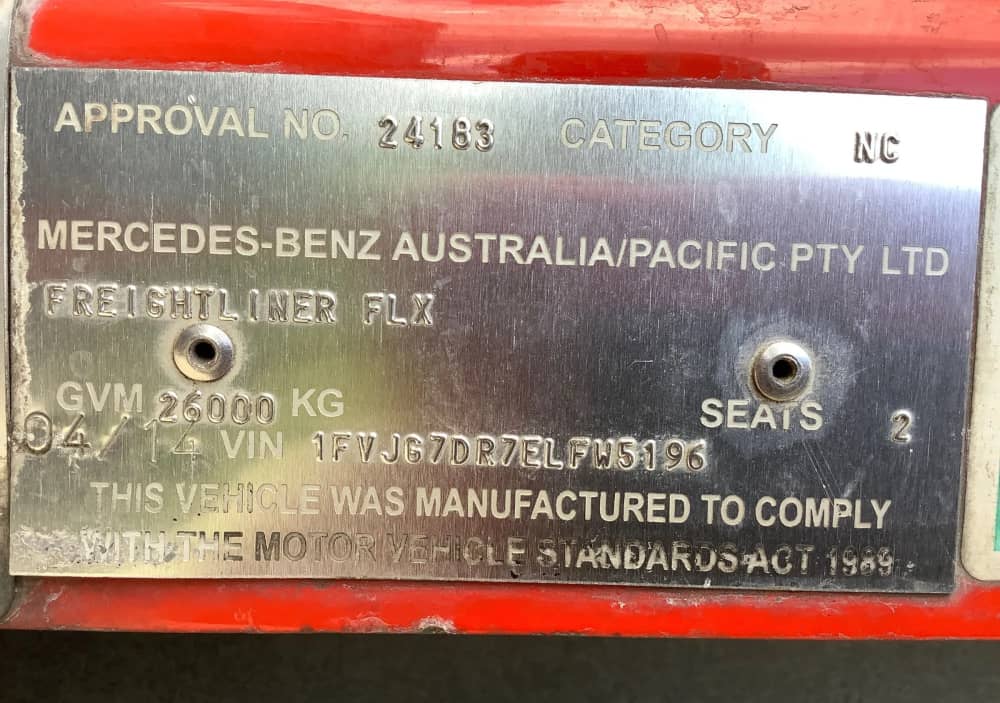 APPROVAL NO. 24183 CATEGORY NC
MERCEDES-BENZ AUSTRALIA/PACIFIC PTY LTD
FREIGHTLINER FLX
GVM 26000 KG SEATS 2
04/14 VIN 1FVJG7DR7ELFW5196
THIS VEHICLE WAS MANUFACTURED TO COMPLY
WITH THE MOTOR VEHICLE STANDARDS ACT 1989